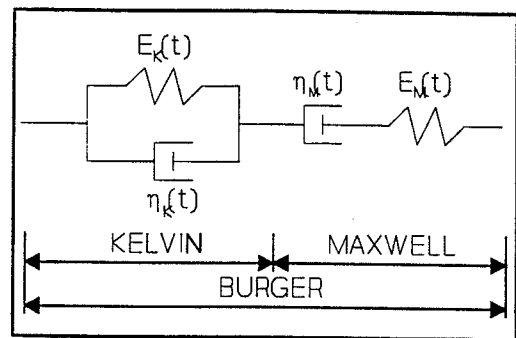 E_K(t)
η_M(t)
E_M(t)
η_K(t)
KELVIN
MAXWELL
BURGER